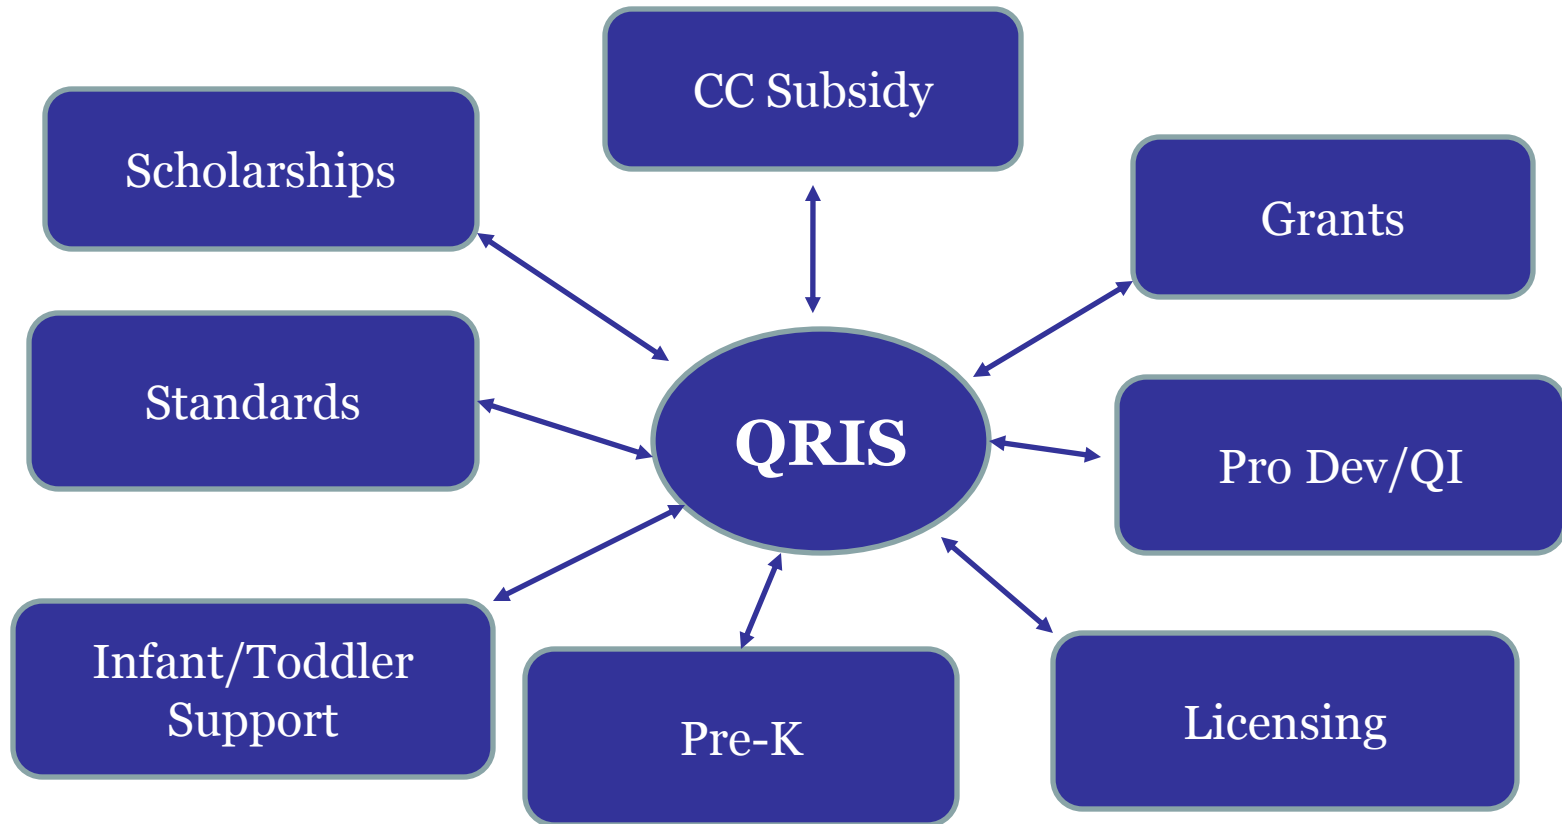 CC Subsidy
Scholarships
Grants
Standards
QRIS
Pro Dev/QI
Infant/Toddler
Support
Pre-K
Licensing